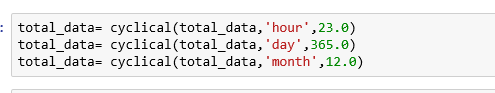 total_data= cyclical(total_data,'hour',23.0)
total_data= cyclical(total_data,'day',365.0)
total_data= cyclical(total_data,'month',12.0)